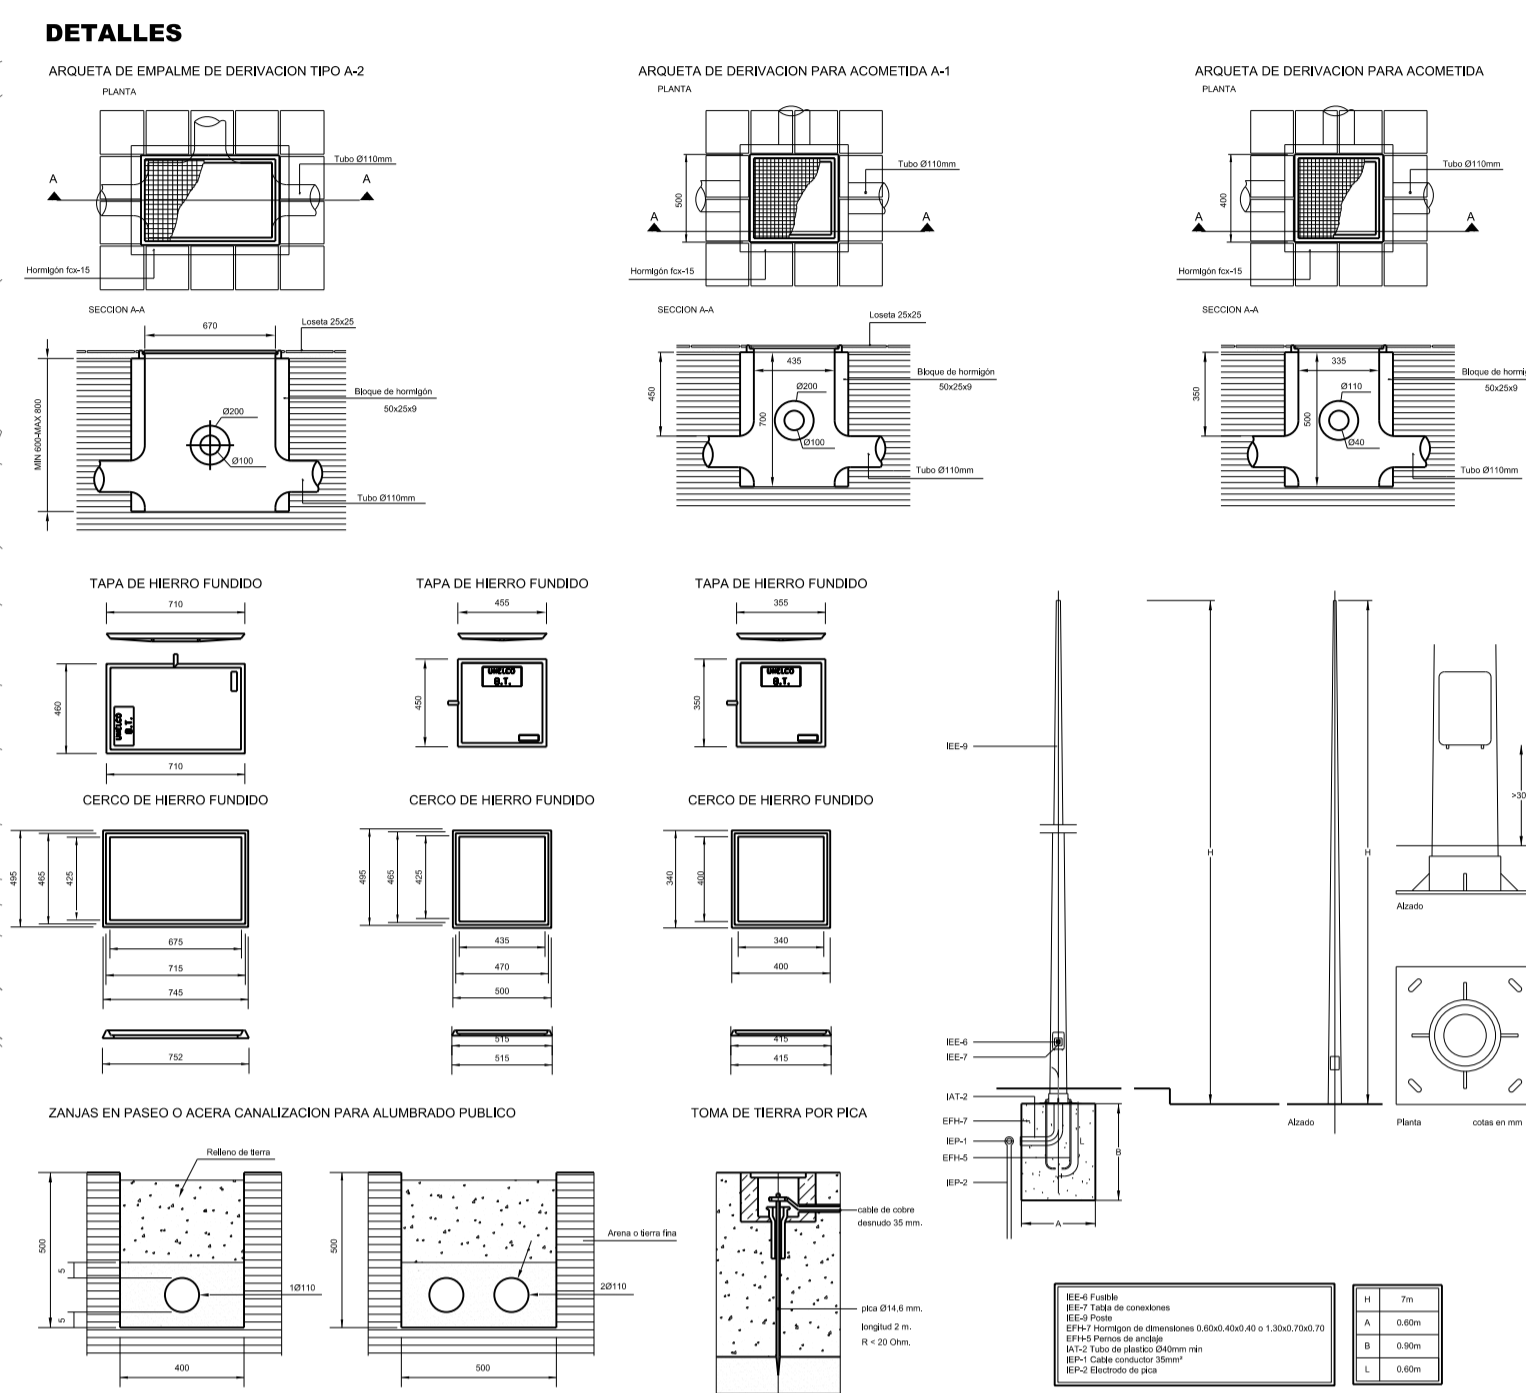 DETALLES
ARQUETA DE EMPALME DE DERIVACION TIPO A-2
PLANTA
Tubo Ø110mm
A
A
Hormigón fcx-15
SECCION A-A
670
Loseta 25x25
MIN 600-MAX 800
Bloque de hormigón
50x25x9
Ø200
Ø100
Tubo Ø110mm
ARQUETA DE DERIVACION PARA ACOMETIDA A-1
PLANTA
Tubo Ø110mm
500
A
A
Hormigón fcx-15
SECCION A-A
Loseta 25x25
435
450
700
Bloque de hormigón
50x25x9
Ø200
Ø100
Tubo Ø110mm
ARQUETA DE DERIVACION PARA ACOMETIDA
PLANTA
Tubo Ø110mm
400
A
A
Hormigón fcx-15
SECCION A-A
335
350
500
Bloque de hormig
50x25x9
Ø110
Ø40
Tubo Ø110mm
TAPA DE HIERRO FUNDIDO
710
460
UNELCO
B.T.
710
TAPA DE HIERRO FUNDIDO
455
450
UNELCO
B.T.
TAPA DE HIERRO FUNDIDO
355
350
UNELCO
B.T.
CERCO DE HIERRO FUNDIDO
495
465
425
675
715
745
752
CERCO DE HIERRO FUNDIDO
495
465
425
435
470
500
515
515
CERCO DE HIERRO FUNDIDO
340
400
340
400
415
415
IEE-9
H
H
>30
Alzado
IEE-6
IEE-7
IAT-2
EFH-7
IEP-1
EFH-5
IEP-2
L
B
A
Alzado
Planta
cotas en mm
ZANJAS EN PASEO O ACERA CANALIZACION PARA ALUMBRADO PUBLICO
Relleno de tierra
500
5
5
1Ø110
400
500
Arena o tierra fina
2Ø110
500
TOMA DE TIERRA POR PICA
cable de cobre
desnudo 35 mm.
pica Ø14,6 mm.
longitud 2 m.
R < 20 Ohm.
IEE-6 Fusible
IEE-7 Tabla de conexiones
IEE-9 Poste
EFH-7 Hormigon de dimensiones 0.60x0.40x0.40 o 1.30x0.70x0.70
EFH-5 Pernos de anclaje
IAT-2 Tubo de plastico Ø40mm min
IEP-1 Cable conductor 35mm²
IEP-2 Electrodo de pica
H 7m
A 0.60m
B 0.90m
L 0.60m